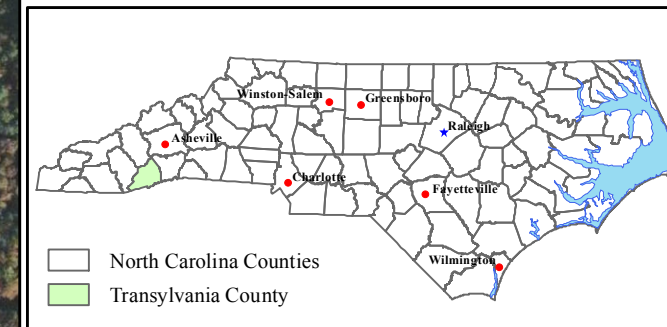 Winston-Salem
Greensboro
Raleigh
Asheville
Charlotte
Fayetteville
Wilmington
North Carolina Counties
Transylvania County